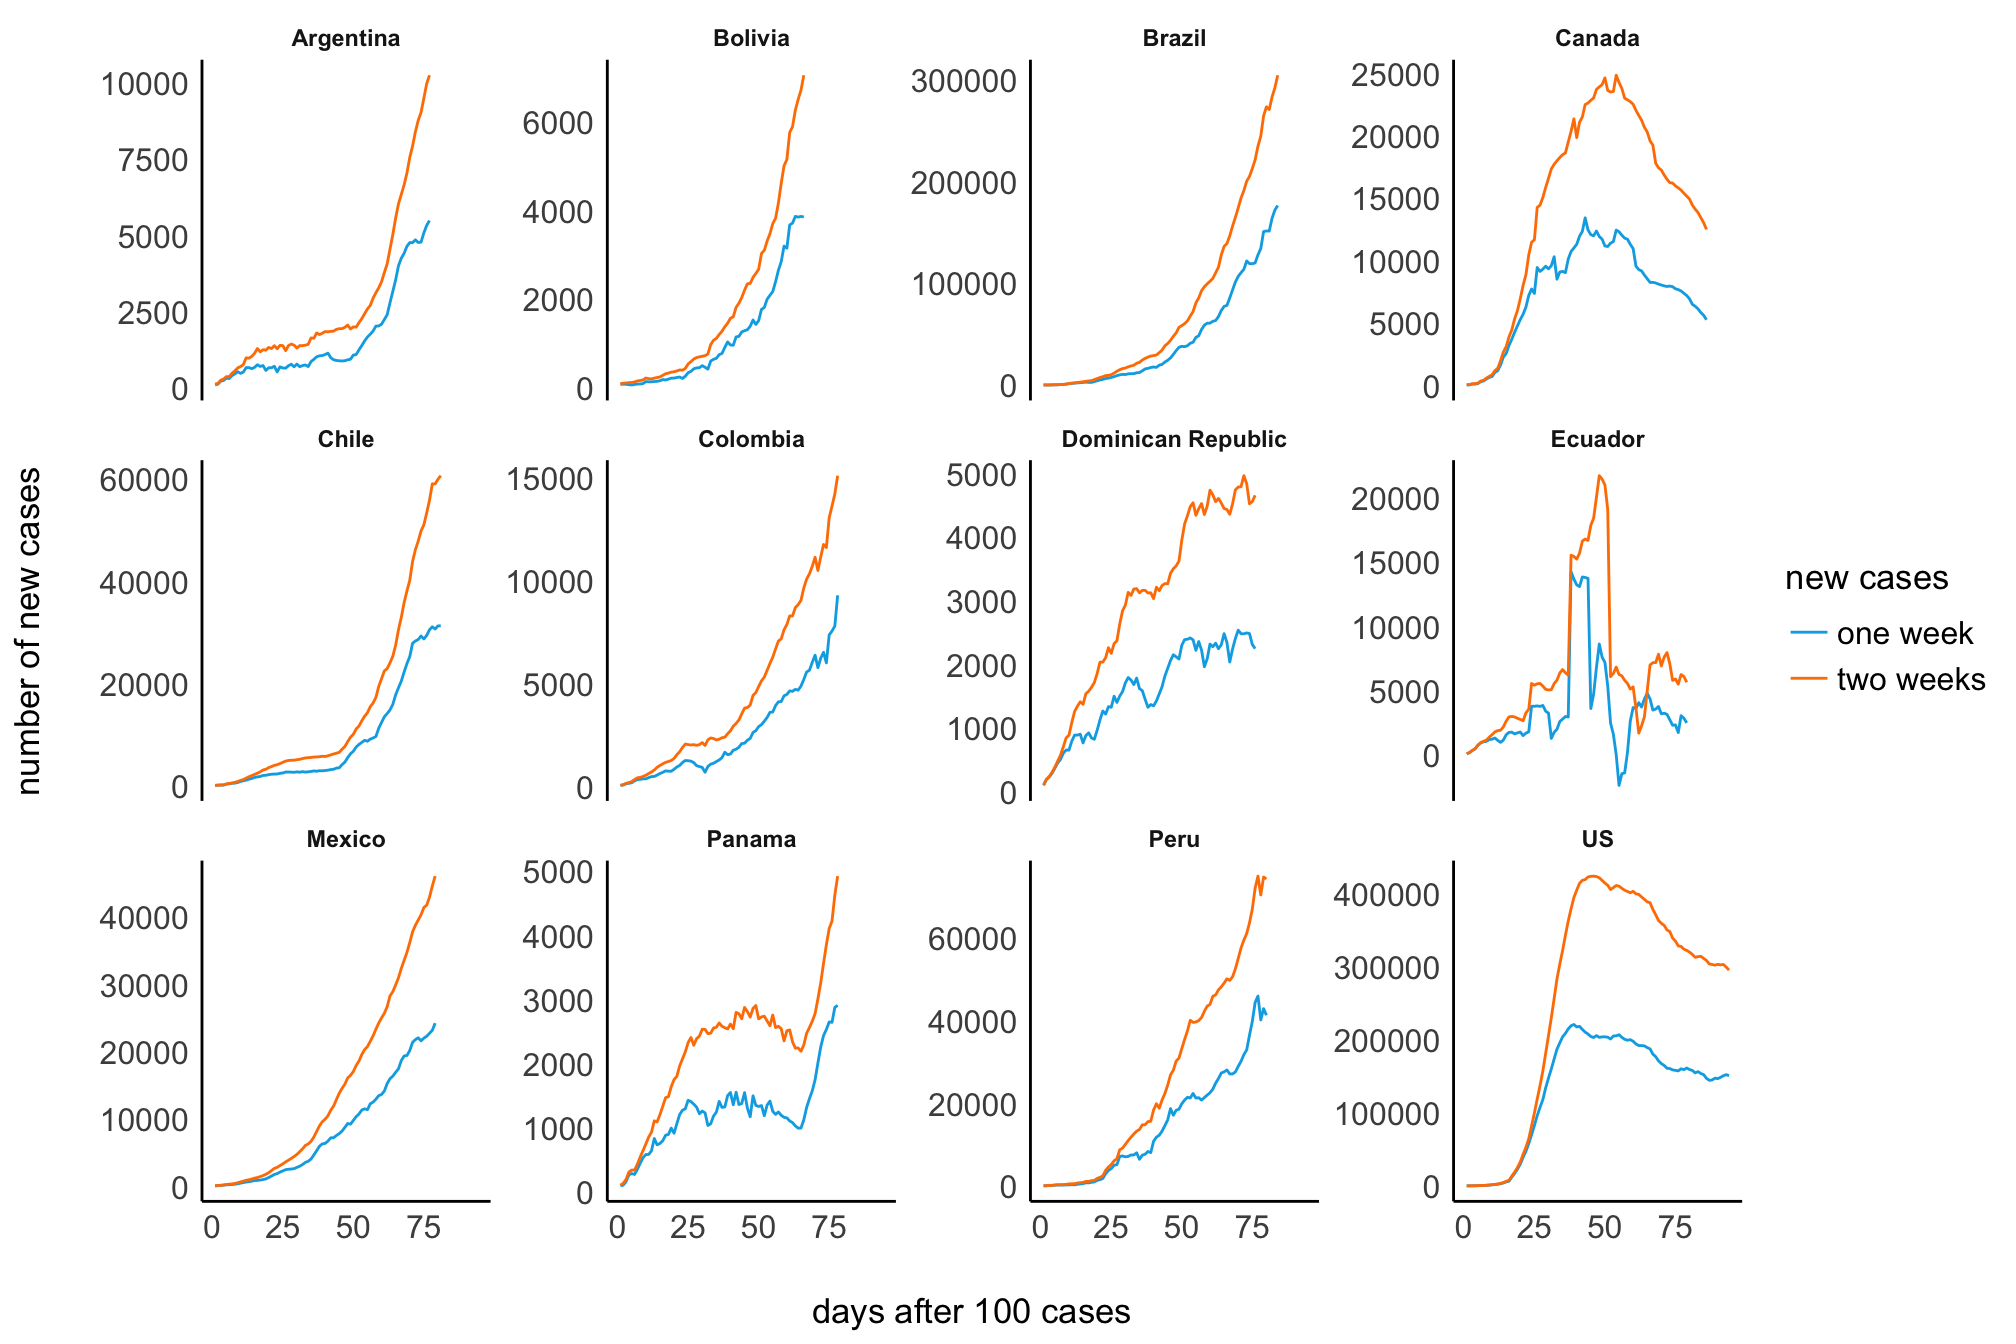 Argentina
Bolivia
Brazil
Canada
10000
7500
5000
2500
0
6000
4000
2000
0
300000
200000
100000
0
25000
20000
15000
10000
5000
0
Chile
Colombia
Dominican Republic
Ecuador
60000
40000
20000
0
15000
10000
5000
0
5000
4000
3000
2000
1000
0
20000
15000
10000
5000
0
number of new cases
new cases
one week
two weeks
Mexico
Panama
Peru
US
40000
30000
20000
10000
0
5000
4000
3000
2000
1000
0
60000
40000
20000
0
400000
300000
200000
100000
0
0 25 50 75
0 25 50 75
0 25 50 75
0 25 50 75
days after 100 cases